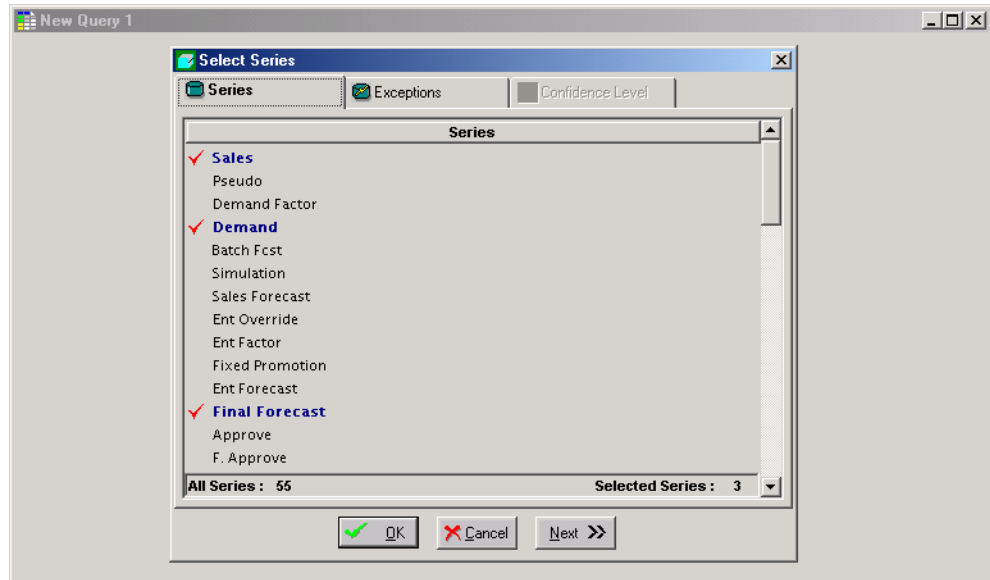 New Query 1
Select Series
Series Exceptions Confidence Level
Series
Sales
Pseudo
Demand Factor
Demand
Batch Fcst
Simulation
Sales Forecast
Ent Override
Ent Factor
Fixed Promotion
Ent Forecast
Final Forecast
Approve
F. Approve
All Series : 55 Selected Series : 3
OK Cancel Next >>